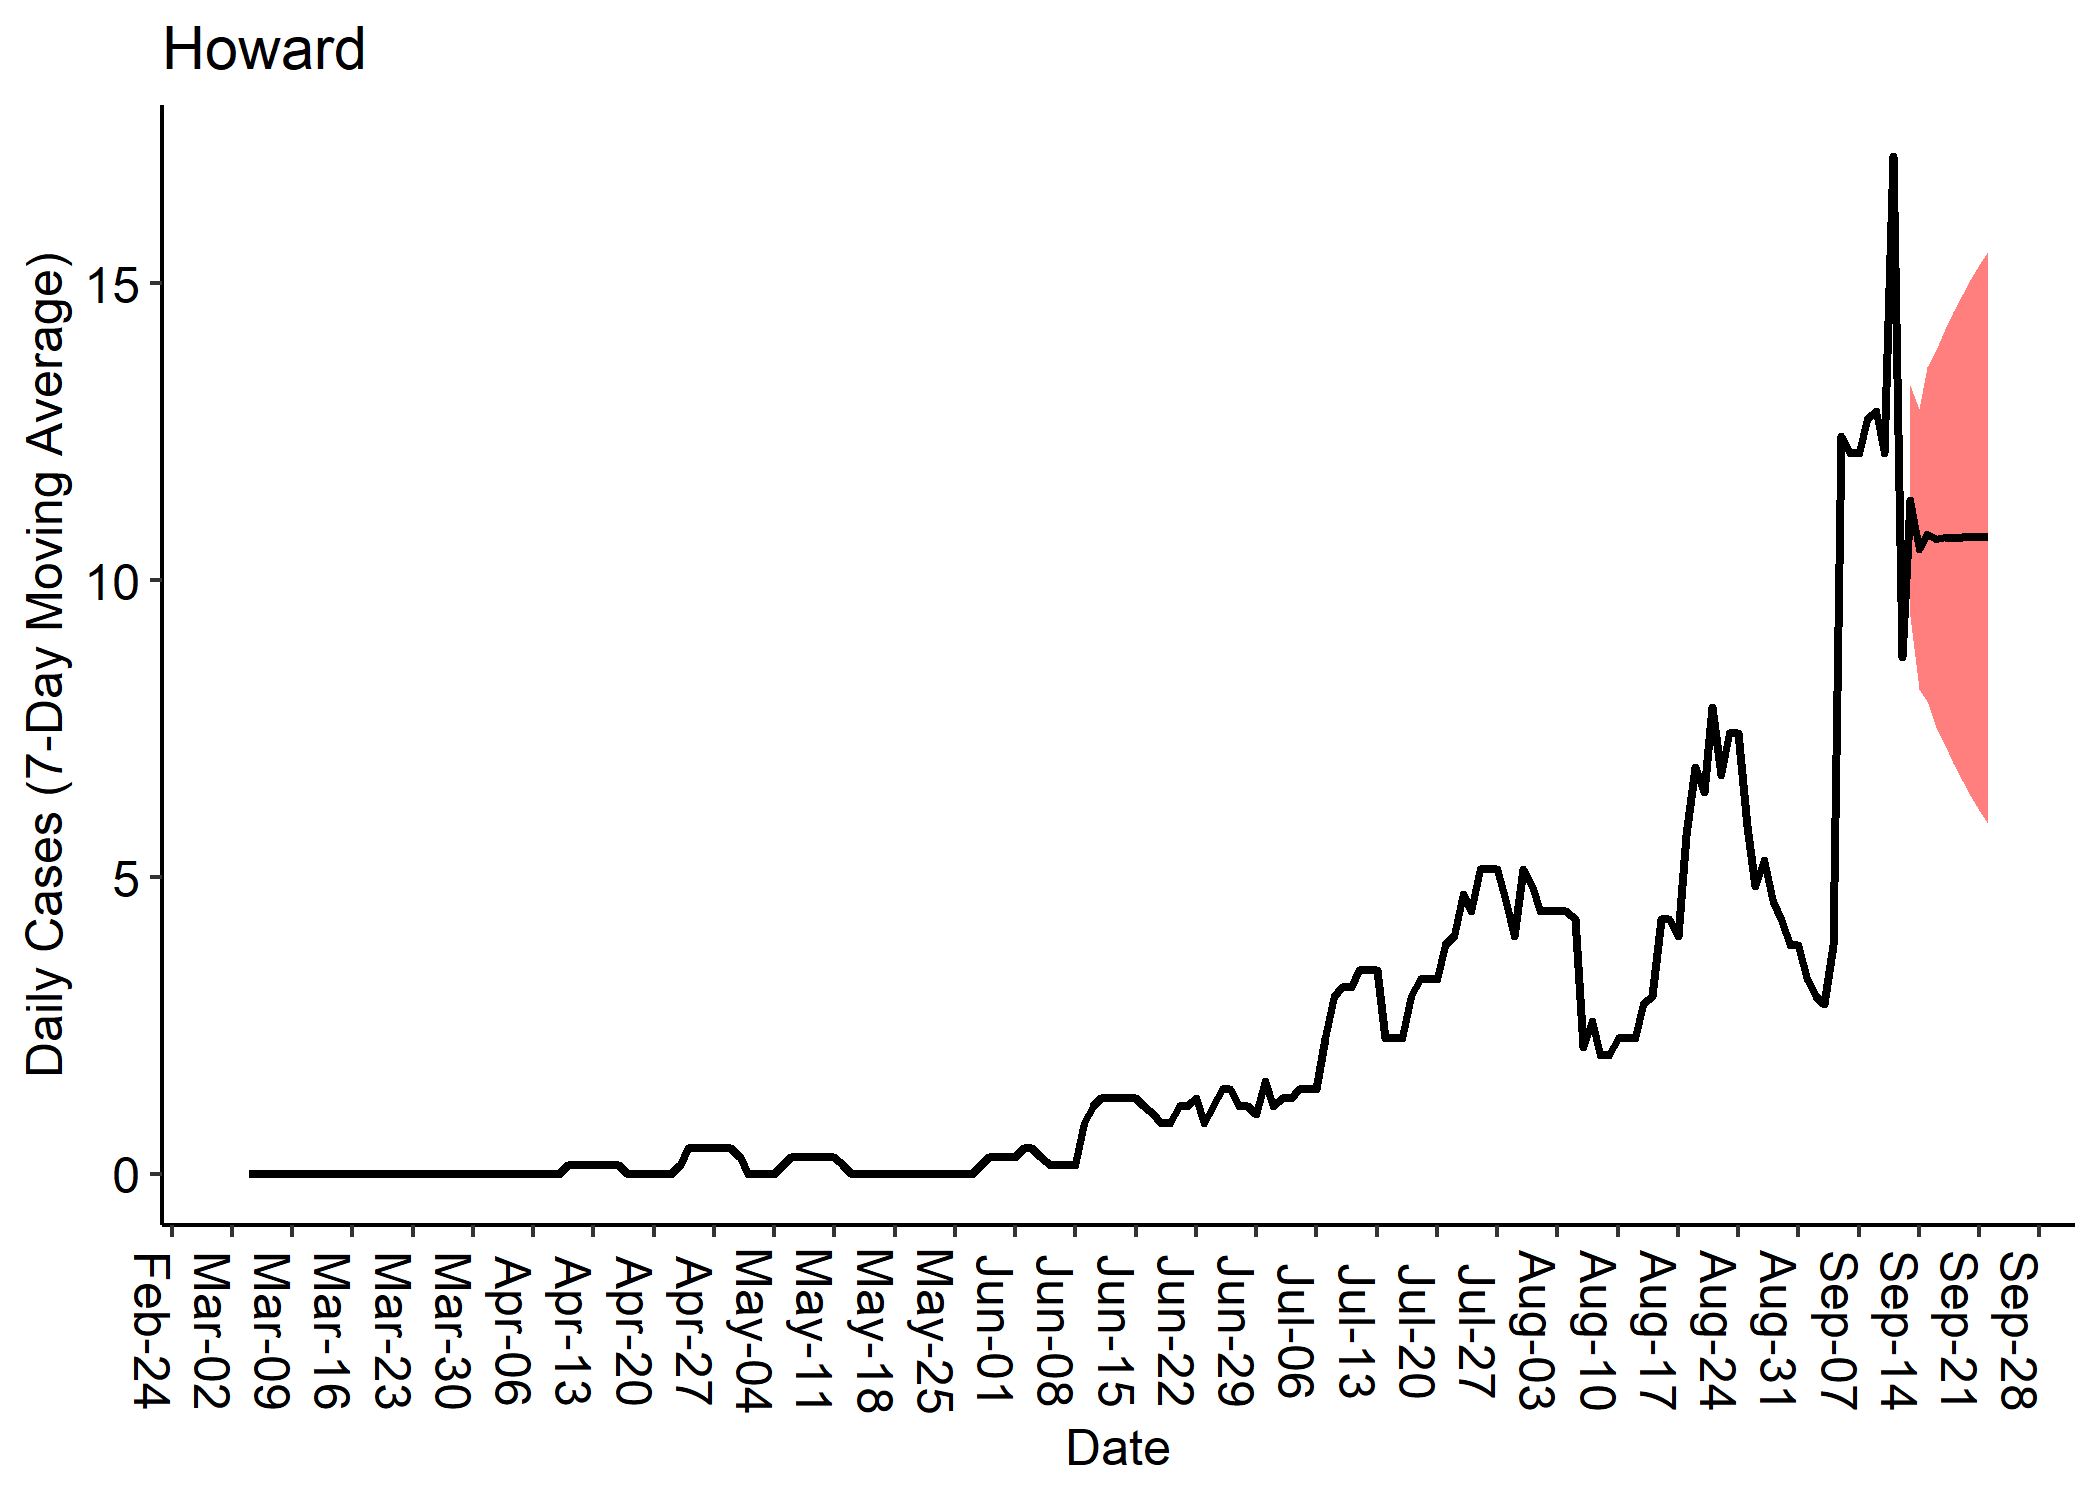 Howard
Daily Cases (7-Day Moving Average)
15
10
5
0
Feb-24
Mar-02
Mar-09
Mar-16
Mar-23
Mar-30
Apr-06
Apr-13
Apr-20
Apr-27
May-04
May-11
May-18
May-25
Jun-01
Jun-08
Jun-15
Jun-22
Jun-29
Jul-06
Jul-13
Jul-20
Jul-27
Aug-03
Aug-10
Aug-17
Aug-24
Aug-31
Sep-07
Sep-14
Sep-21
Sep-28
Date